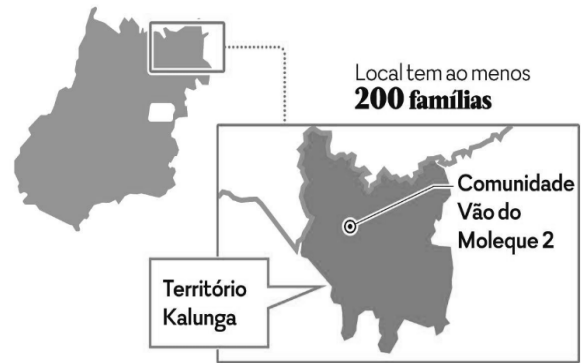 Local tem ao menos
200 famílias
Comunidade
Vão do
Moleque 2
Território
Kalunga